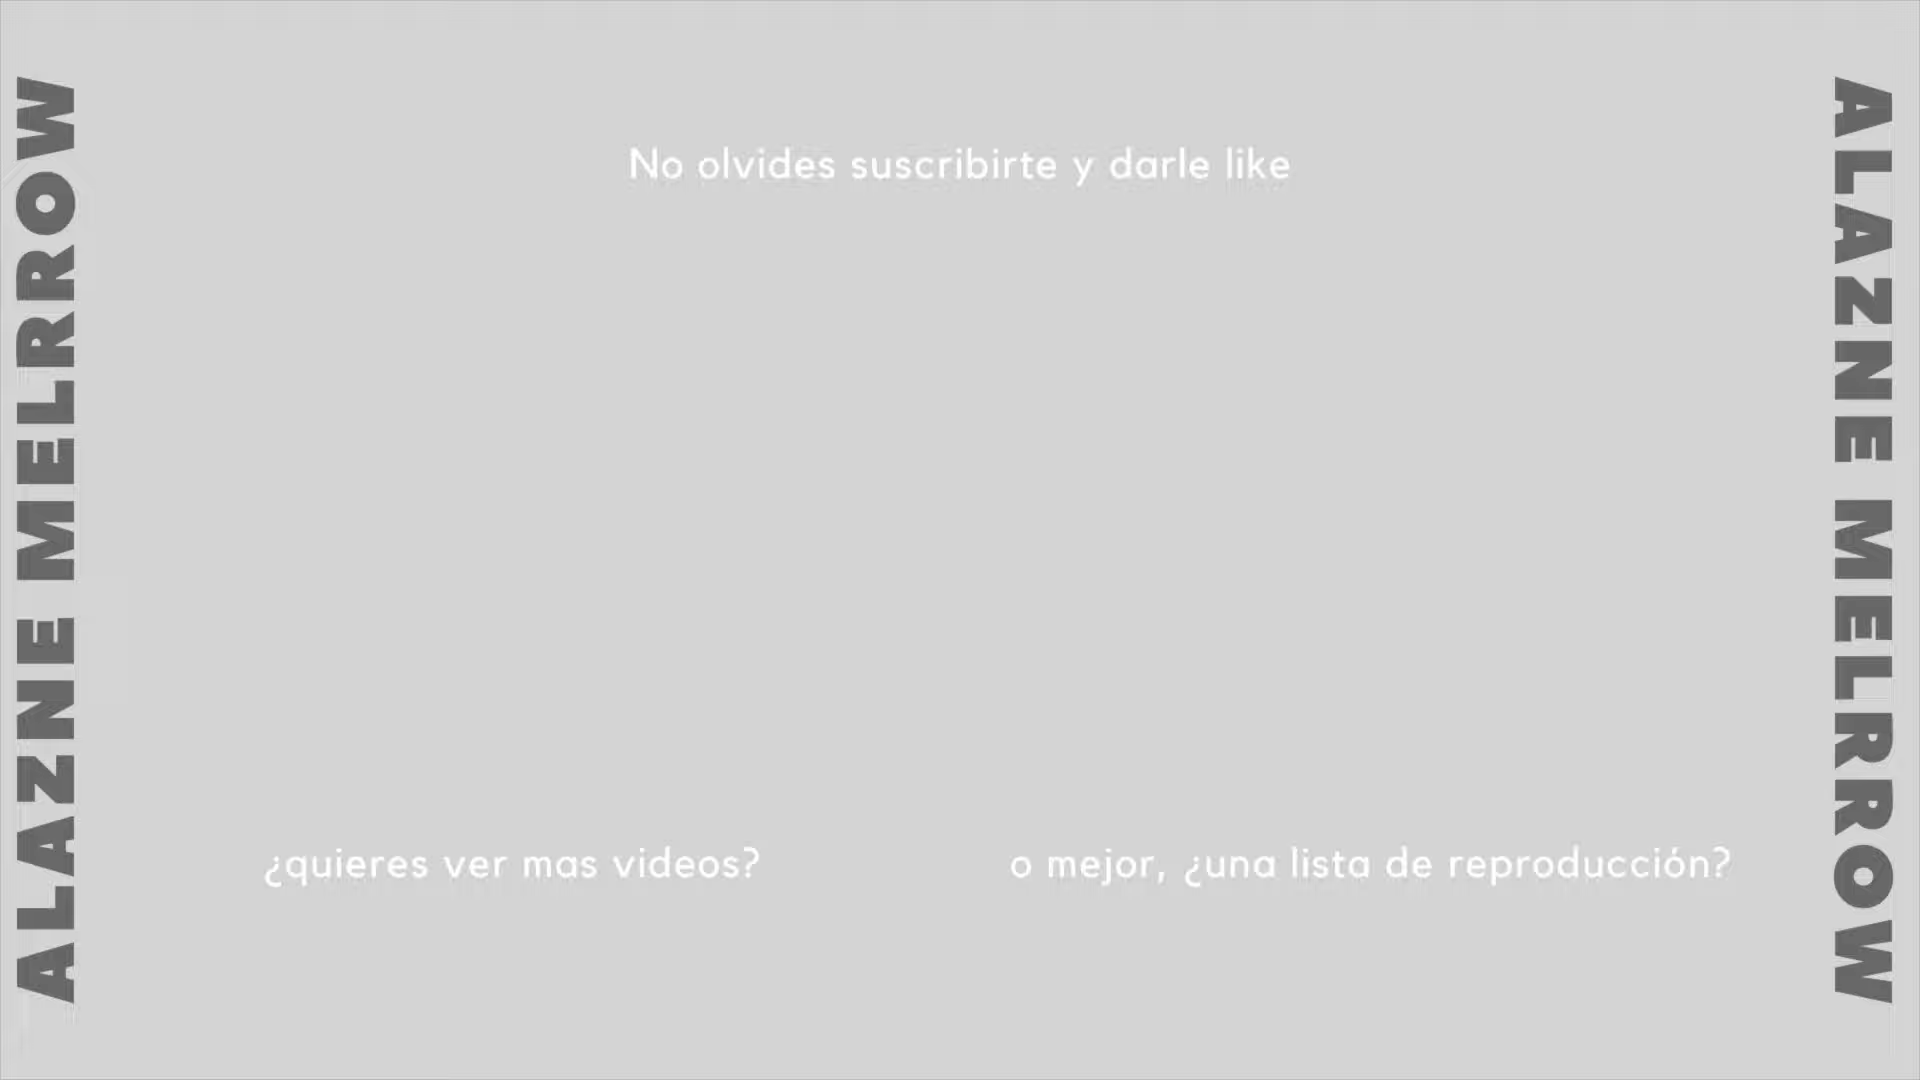 ALAZNE MELRROW
No olvides suscribirte y darle like
¿quieres ver mas videos?
o mejor, ¿una lista de reproducción?
ALAZNE MELRROW